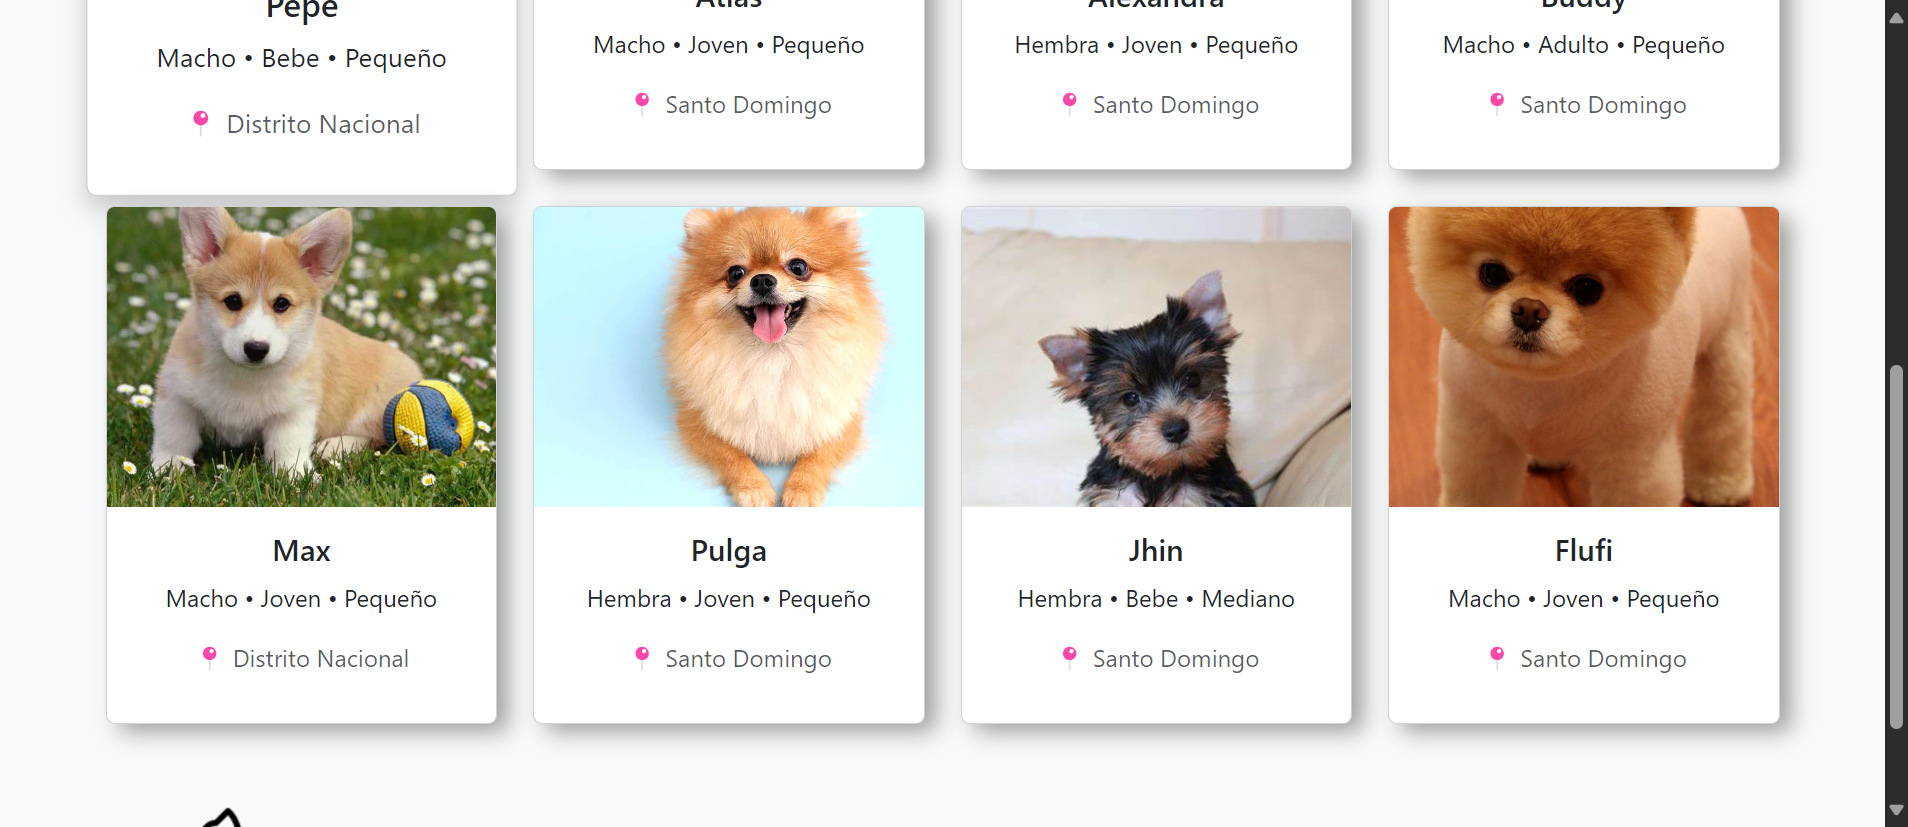 Pepe
Macho • Bebe • Pequeño
Distrito Nacional
Atlas
Macho • Joven • Pequeño
Santo Domingo
Alexandra
Hembra • Joven • Pequeño
Santo Domingo
Buddy
Macho • Adulto • Pequeño
Santo Domingo
Max
Macho • Joven • Pequeño
Distrito Nacional
Pulga
Hembra • Joven • Pequeño
Santo Domingo
Jhin
Hembra • Bebe • Mediano
Santo Domingo
Flufi
Macho • Joven • Pequeño
Santo Domingo